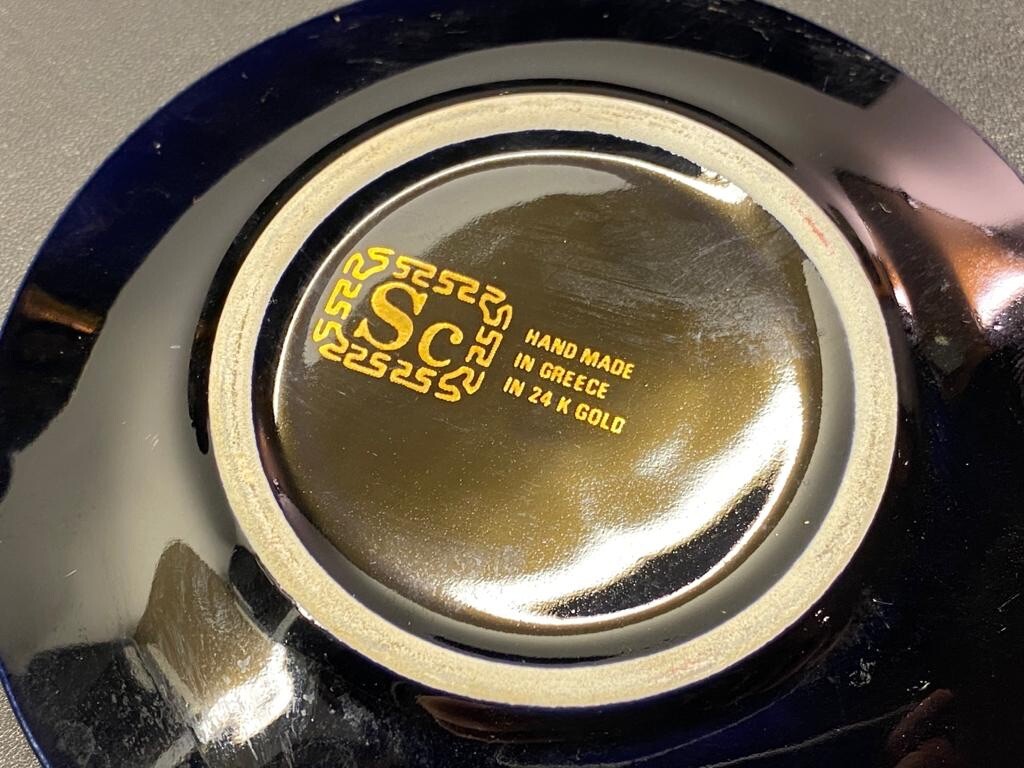 Sc
HAND MADE
IN GREECE
IN 24 K GOLD